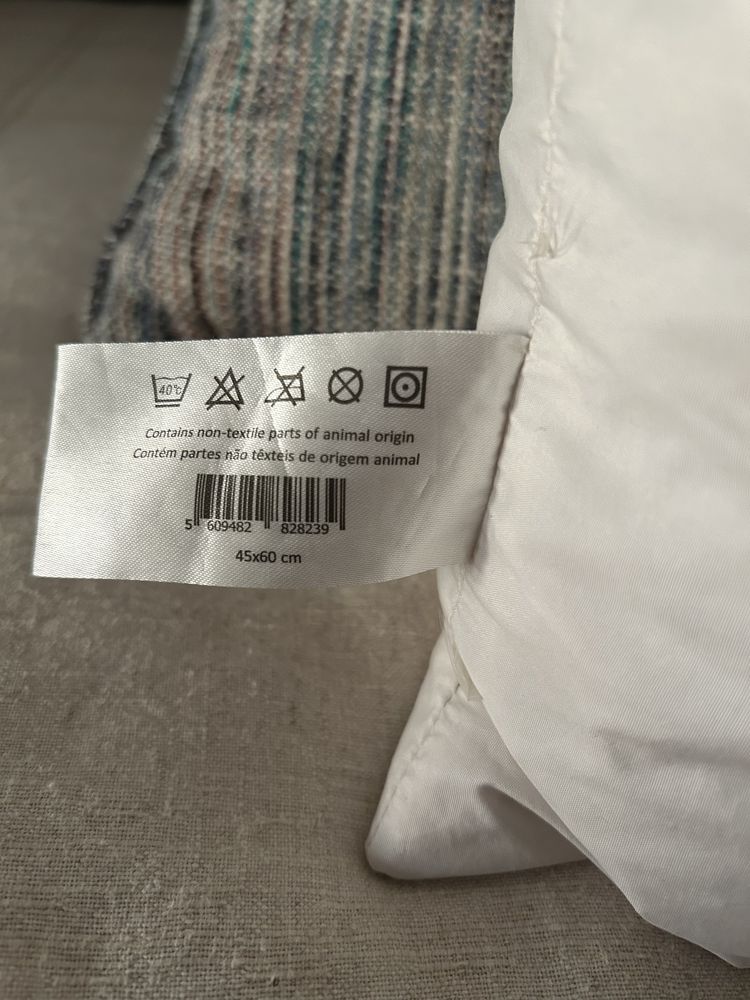 40°c
Contains non-textile parts of animal origin
Contém partes não têxteis de origem animal
5 609482 828239
45x60 cm